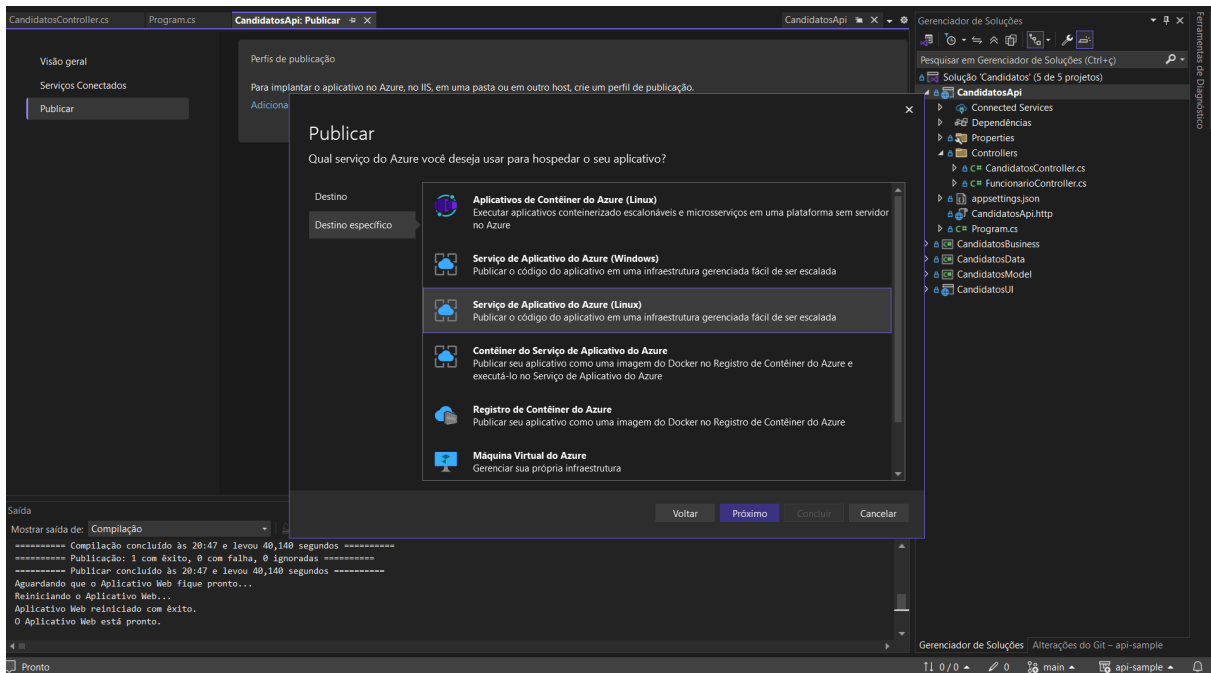 CandidatosController.cs
Program.cs
CandidatosApi: Publicar
CandidatosApi
Visão geral
Serviços Conectados
Publicar
Perfis de publicação
Para implantar o aplicativo no Azure, no IIS, em uma pasta ou em outro host, crie um perfil de publicação.
Adiciona
Publicar
Qual serviço do Azure você deseja usar para hospedar o seu aplicativo?
Destino
Destino específico
Aplicativos de Contêiner do Azure (Linux)
Executar aplicativos conteinerizado escalonáveis e microsserviços em uma plataforma sem servidor
no Azure
Serviço de Aplicativo do Azure (Windows)
Publicar o código do aplicativo em uma infraestrutura gerenciada fácil de ser escalada
Serviço de Aplicativo do Azure (Linux)
Publicar o código do aplicativo em uma infraestrutura gerenciada fácil de ser escalada
Contêiner do Serviço de Aplicativo do Azure
Publicar seu aplicativo como uma imagem do Docker no Registro de Contêiner do Azure e
executá-lo no Serviço de Aplicativo do Azure
Registro de Contêiner do Azure
Publicar seu aplicativo como uma imagem do Docker no Registro de Contêiner do Azure
Máquina Virtual do Azure
Gerenciar sua própria infraestrutura
Voltar
Próximo
Concluir
Cancelar
Saída
Mostrar saída de: Compilação
========== Compilação concluído às 20:47 e levou 40,140 segundos ==========
========== Publicação: 1 com êxito, 0 com falha, 0 ignoradas ==========
========== Publicar concluído às 20:47 e levou 40,140 segundos ==========
Aguardando que o Aplicativo Web fique pronto...
Reiniciando o Aplicativo Web...
Aplicativo Web reiniciado com êxito.
O Aplicativo Web está pronto.
Gerenciador de Soluções
Pesquisar em Gerenciador de Soluções (Ctrl+ç)
Solução 'Candidatos' (5 de 5 projetos)
CandidatosApi
Connected Services
Dependências
Properties
Controllers
C# CandidatosController.cs
C# FuncionarioController.cs
appsettings.json
CandidatosApi.http
C# Program.cs
CandidatosBusiness
CandidatosData
CandidatosModel
CandidatosUI
Gerenciador de Soluções
Alterações do Git – api-sample
Ferramentas de Diagnóstico
Pronto
0 / 0
0
main
api-sample